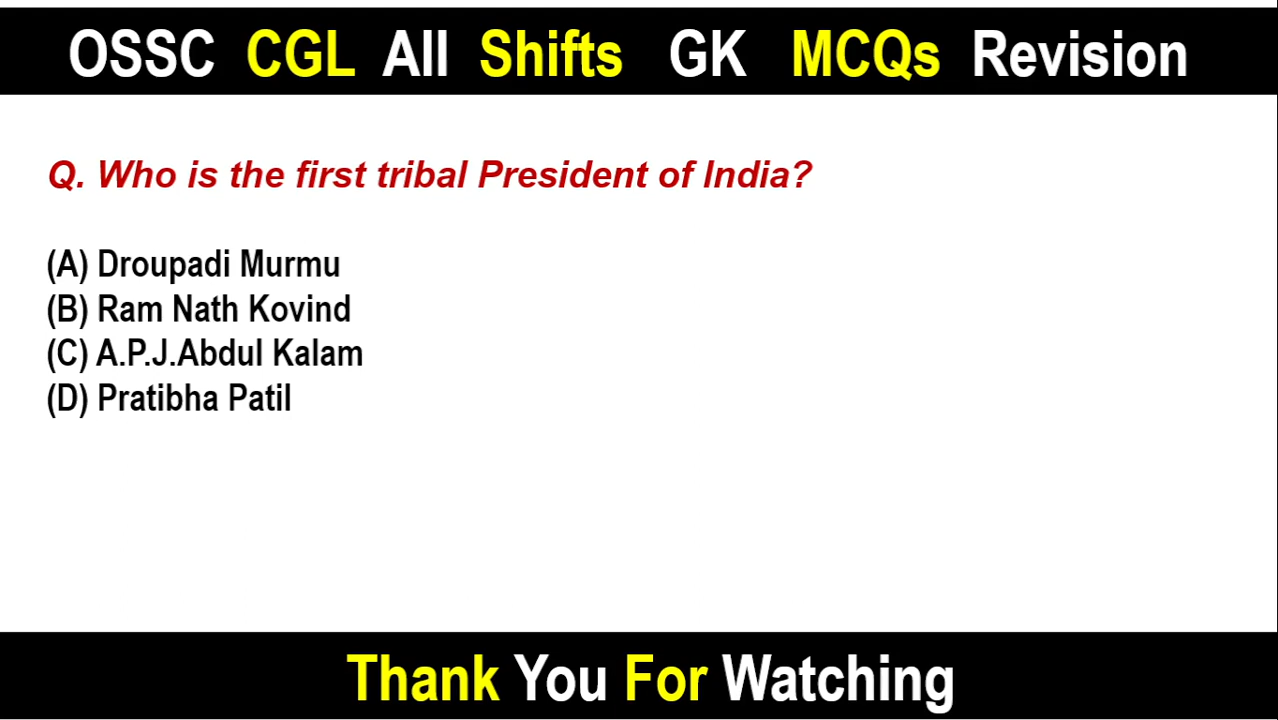 OSSC CGL All Shifts GK MCQs Revision
Q. Who is the first tribal President of India?
(A) Droupadi Murmu
(B) Ram Nath Kovind
(C) A.P.J.Abdul Kalam
(D) Pratibha Patil
Thank You For Watching